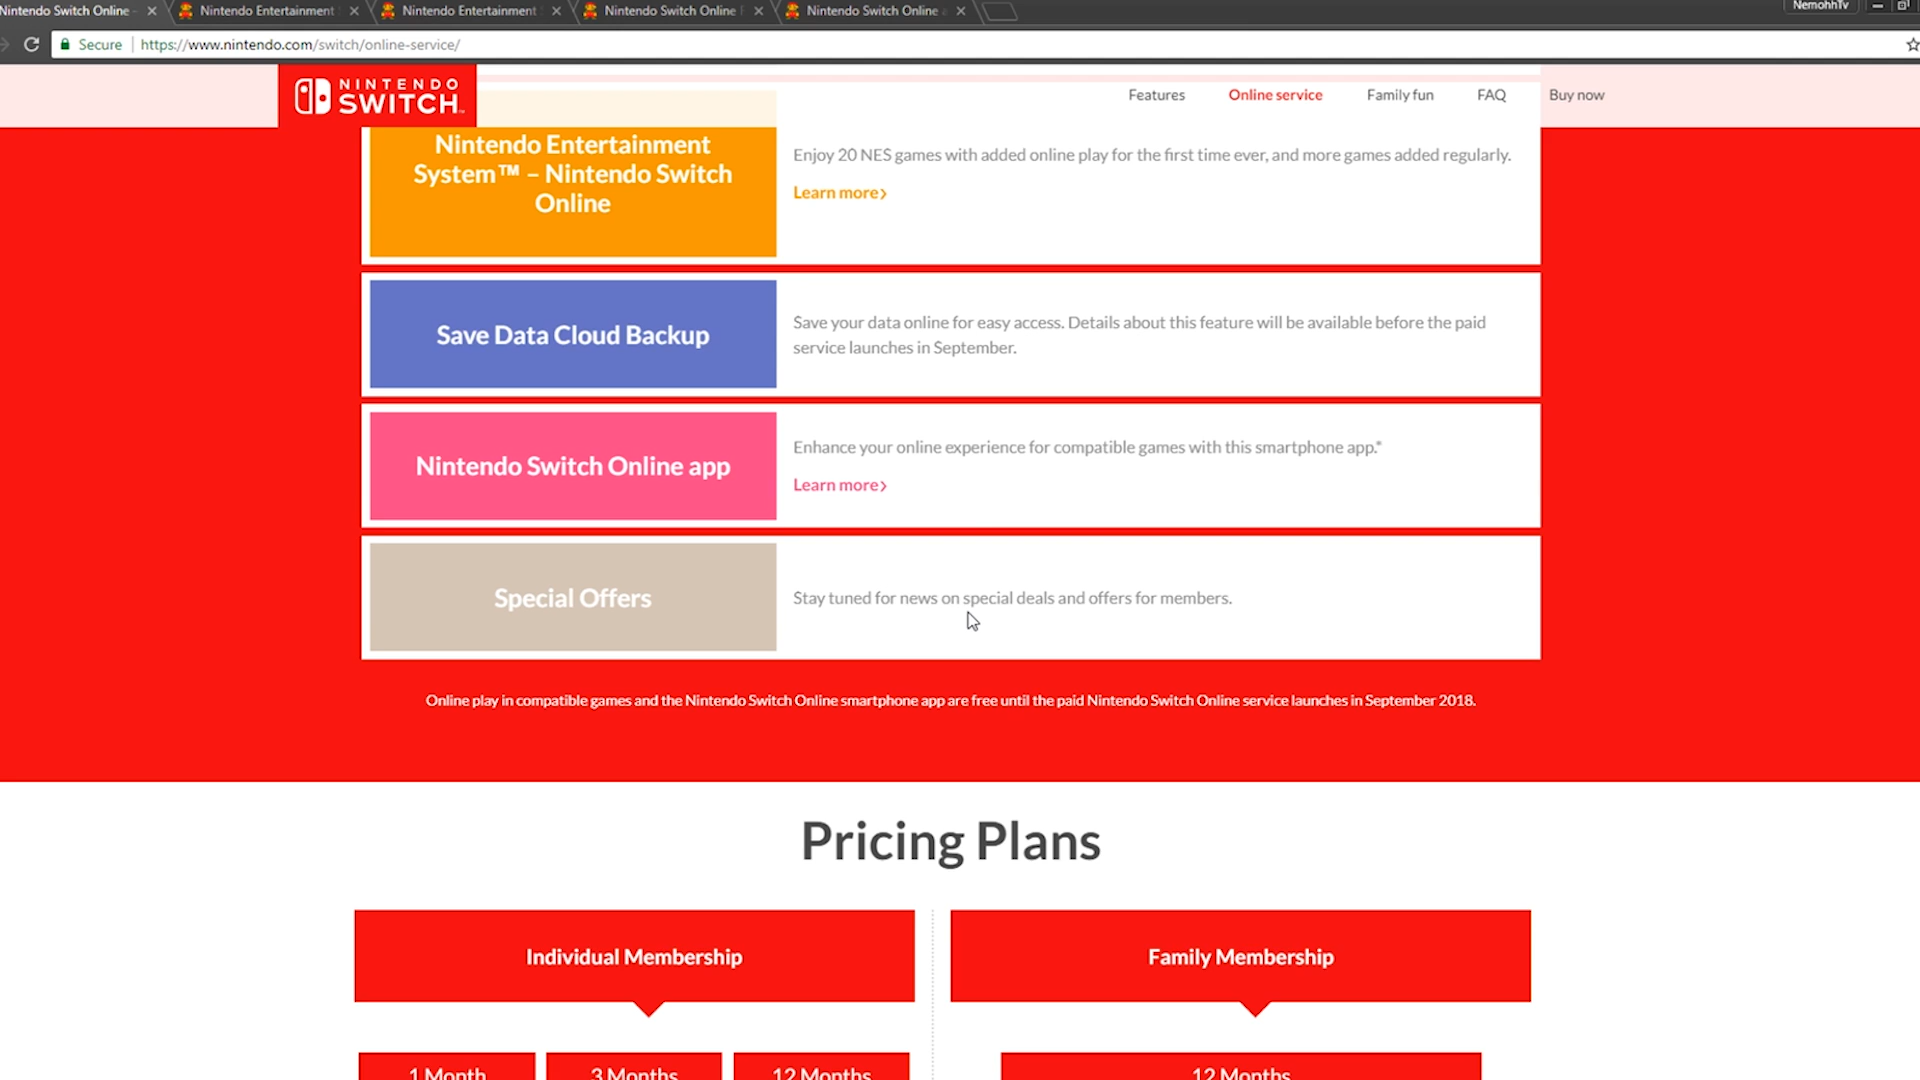 Nintendo Switch Online -
Nintendo Entertainment
Nintendo Entertainment
Nintendo Switch Online
Nintendo Switch Online
NemohhTv
Secure
https://www.nintendo.com/switch/online-service/
NINTENDO
SWITCH
Features
Online service
Family fun
FAQ
Buy now
Nintendo Entertainment
System™ – Nintendo Switch
Online
Enjoy 20 NES games with added online play for the first time ever, and more games added regularly.
Learn more›
Save Data Cloud Backup
Save your data online for easy access. Details about this feature will be available before the paid
service launches in September.
Nintendo Switch Online app
Enhance your online experience for compatible games with this smartphone app.*
Learn more›
Special Offers
Stay tuned for news on special deals and offers for members.
Online play in compatible games and the Nintendo Switch Online smartphone app are free until the paid Nintendo Switch Online service launches in September 2018.
Pricing Plans
Individual Membership
Family Membership
1 Month
3 Months
12 Months
12 Months